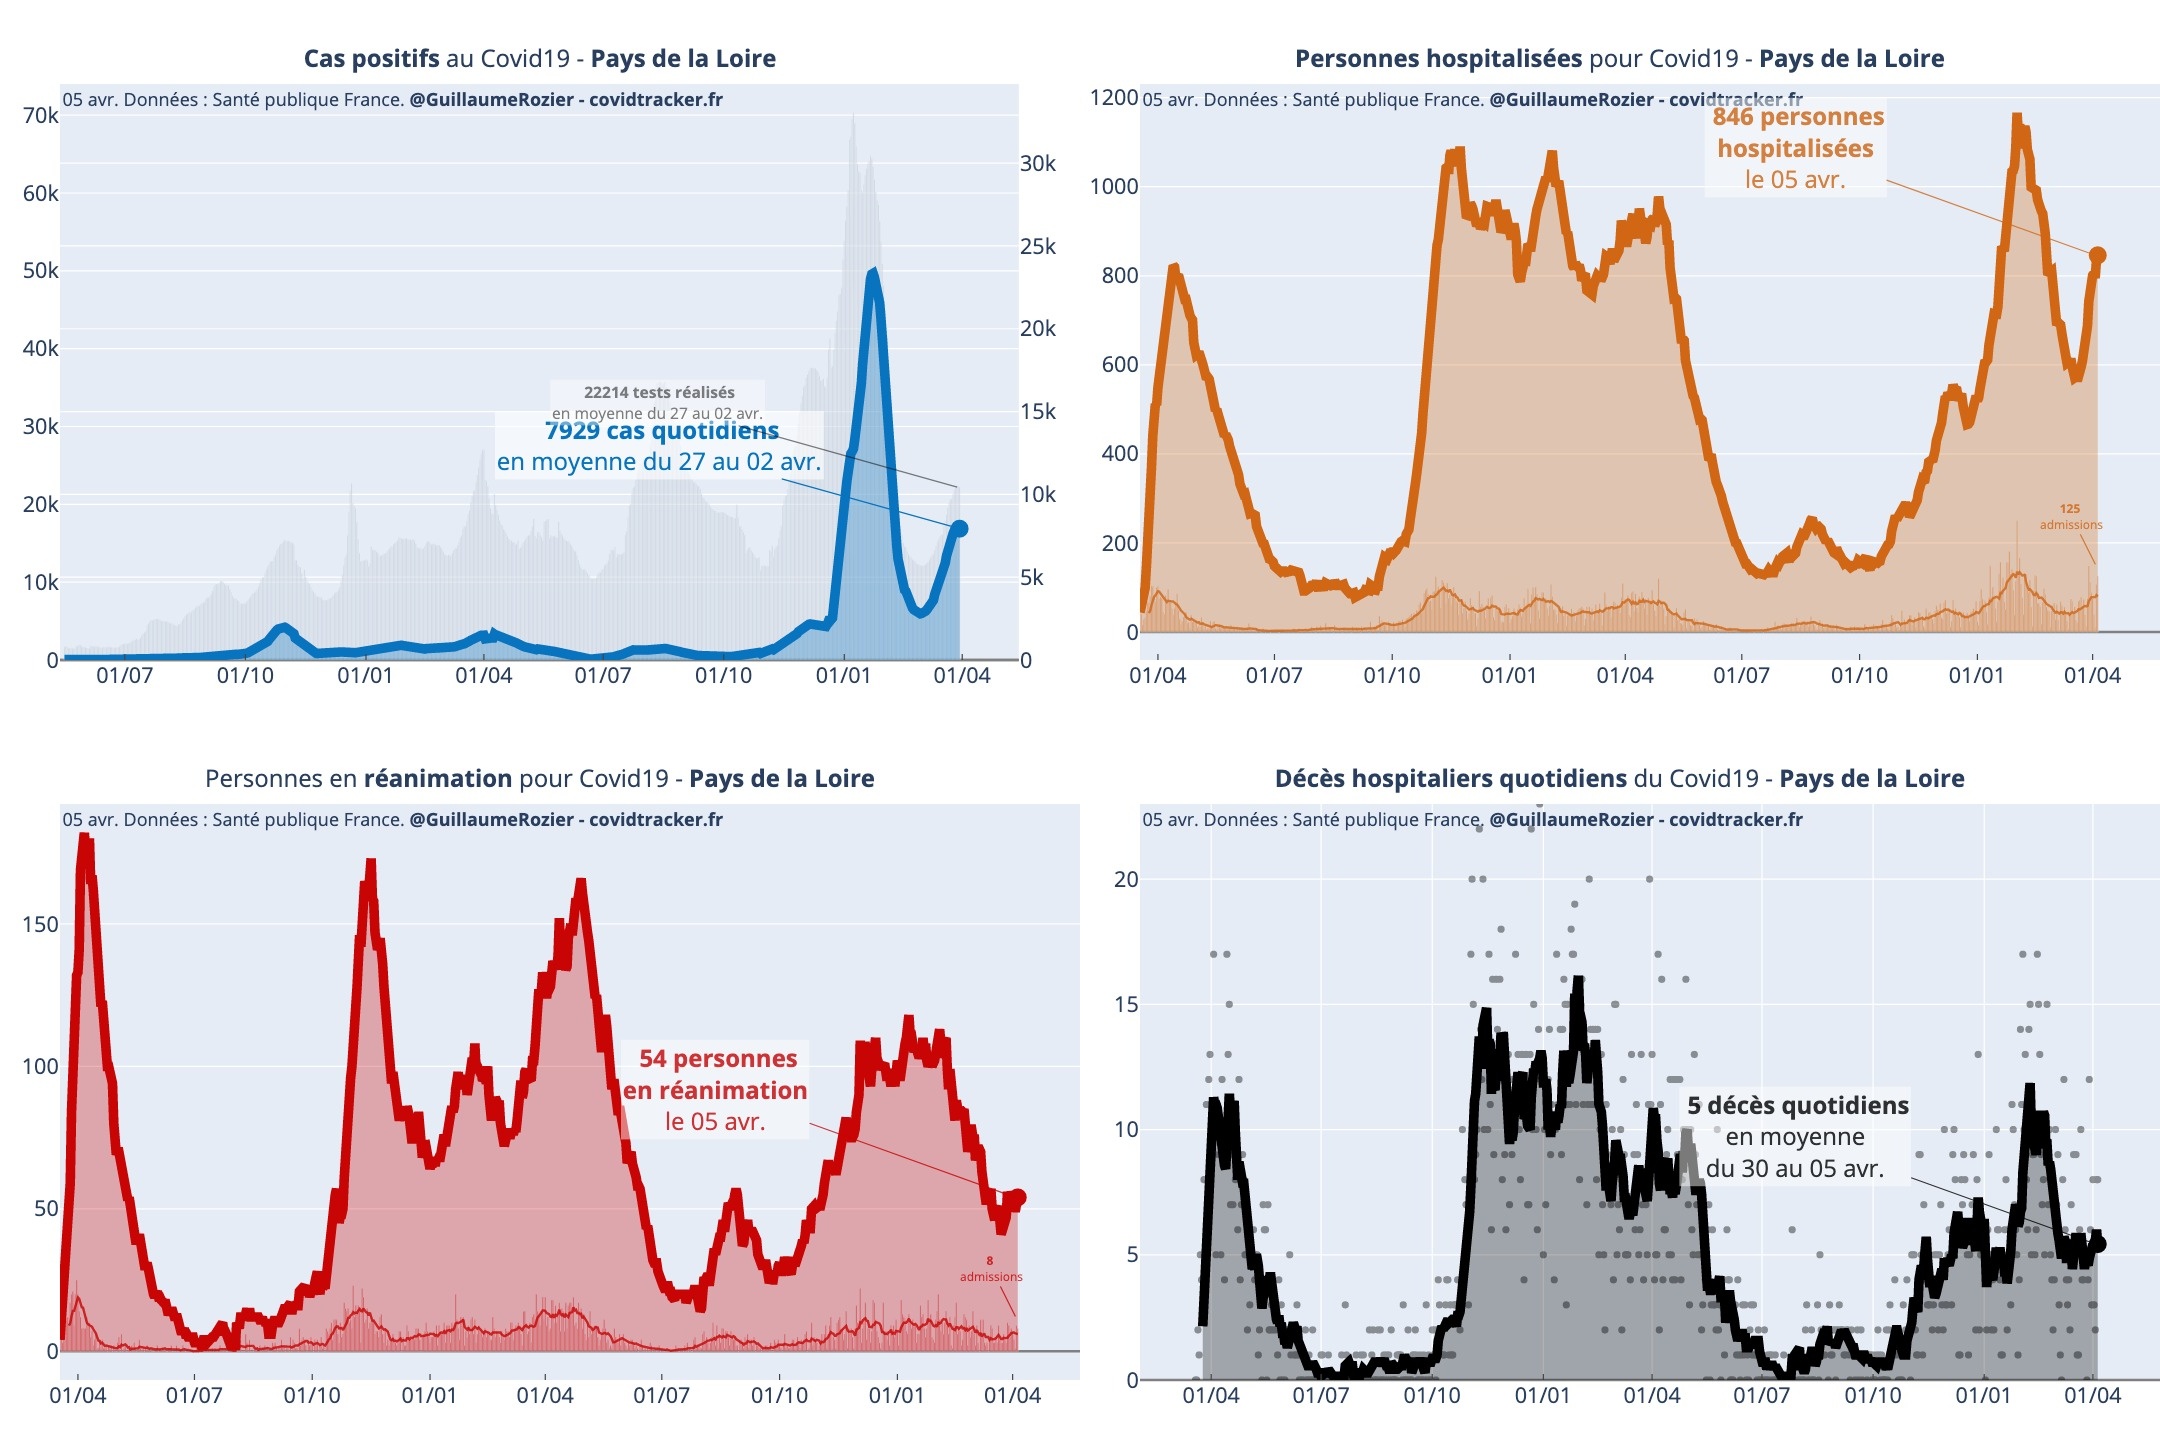 Cas positifs au Covid19 - Pays de la Loire
05 avr. Données : Santé publique France. @GuillaumeRozier - covidtracker.fr
70k
60k
50k
40k
30k
20k
10k
0
30k
25k
20k
15k
10k
5k
0
22214 tests réalisés
en moyenne du 27 au 02 avr.
7929 cas quotidiens
en moyenne du 27 au 02 avr.
01/07 01/10 01/01 01/04 01/07 01/10 01/01 01/04
Personnes hospitalisées pour Covid19 - Pays de la Loire
05 avr. Données : Santé publique France. @GuillaumeRozier - covidtracker.fr
1200
1000
800
600
400
200
0
846 personnes
hospitalisées
le 05 avr.
125
admissions
01/04 01/07 01/10 01/01 01/04 01/07 01/10 01/01 01/04
Personnes en réanimation pour Covid19 - Pays de la Loire
05 avr. Données : Santé publique France. @GuillaumeRozier - covidtracker.fr
150
100
50
0
54 personnes
en réanimation
le 05 avr.
8
admissions
01/04 01/07 01/10 01/01 01/04 01/07 01/10 01/01 01/04
Décès hospitaliers quotidiens du Covid19 - Pays de la Loire
05 avr. Données : Santé publique France. @GuillaumeRozier - covidtracker.fr
20
15
10
5
0
5 décès quotidiens
en moyenne
du 30 au 05 avr.
01/04 01/07 01/10 01/01 01/04 01/07 01/10 01/01 01/04